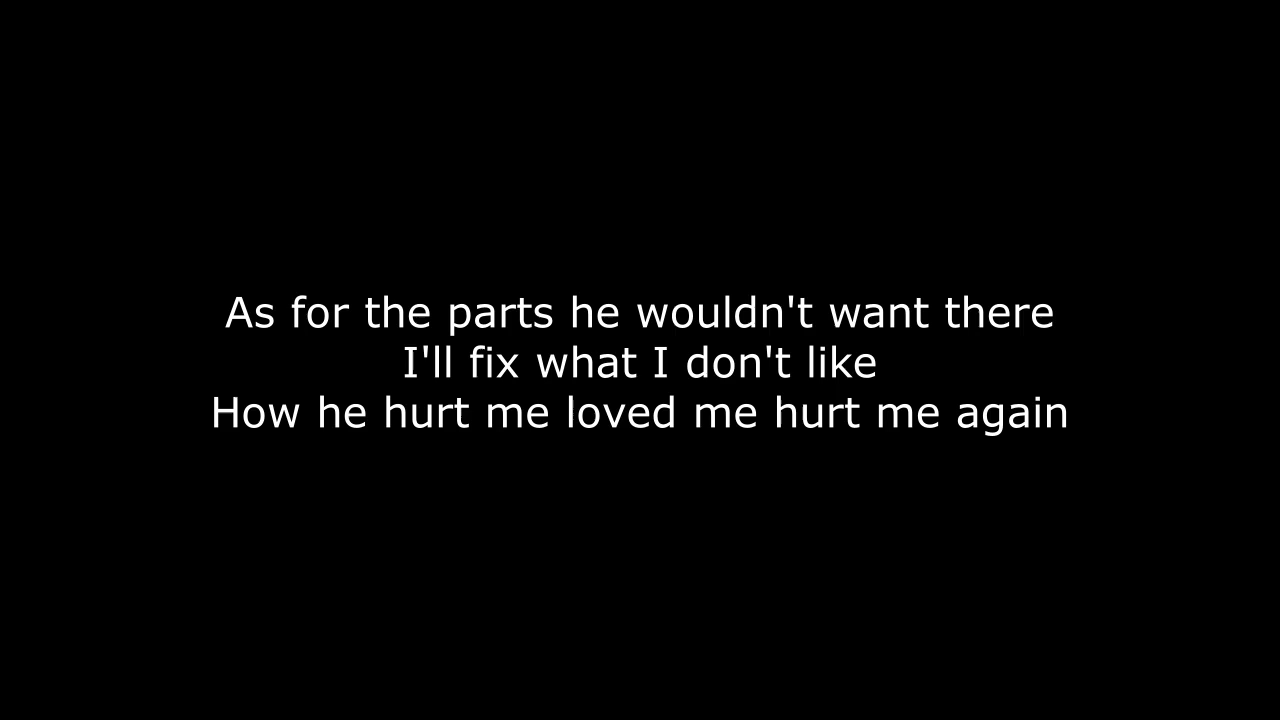 As for the parts he wouldn't want there
I'll fix what I don't like
How he hurt me loved me hurt me again